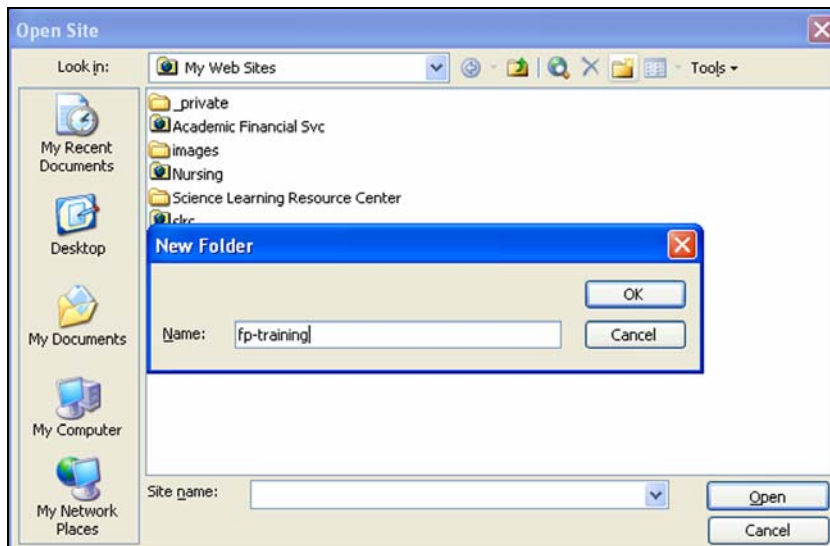 Open Site
Look in:
My Web Sites
Tools
My Recent
Documents
Desktop
My Documents
My Computer
My Network
Places
_private
Academic Financial Svc
images
Nursing
Science Learning Resource Center
New Folder
Name:
fp-training
OK
Cancel
Site name:
Open
Cancel